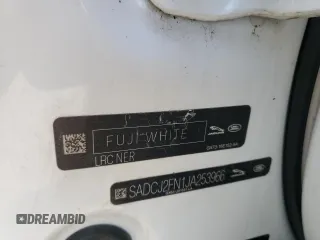 FUJI WHITE
LRC NER
SADCJ2FN1JA253966
DREAMBID